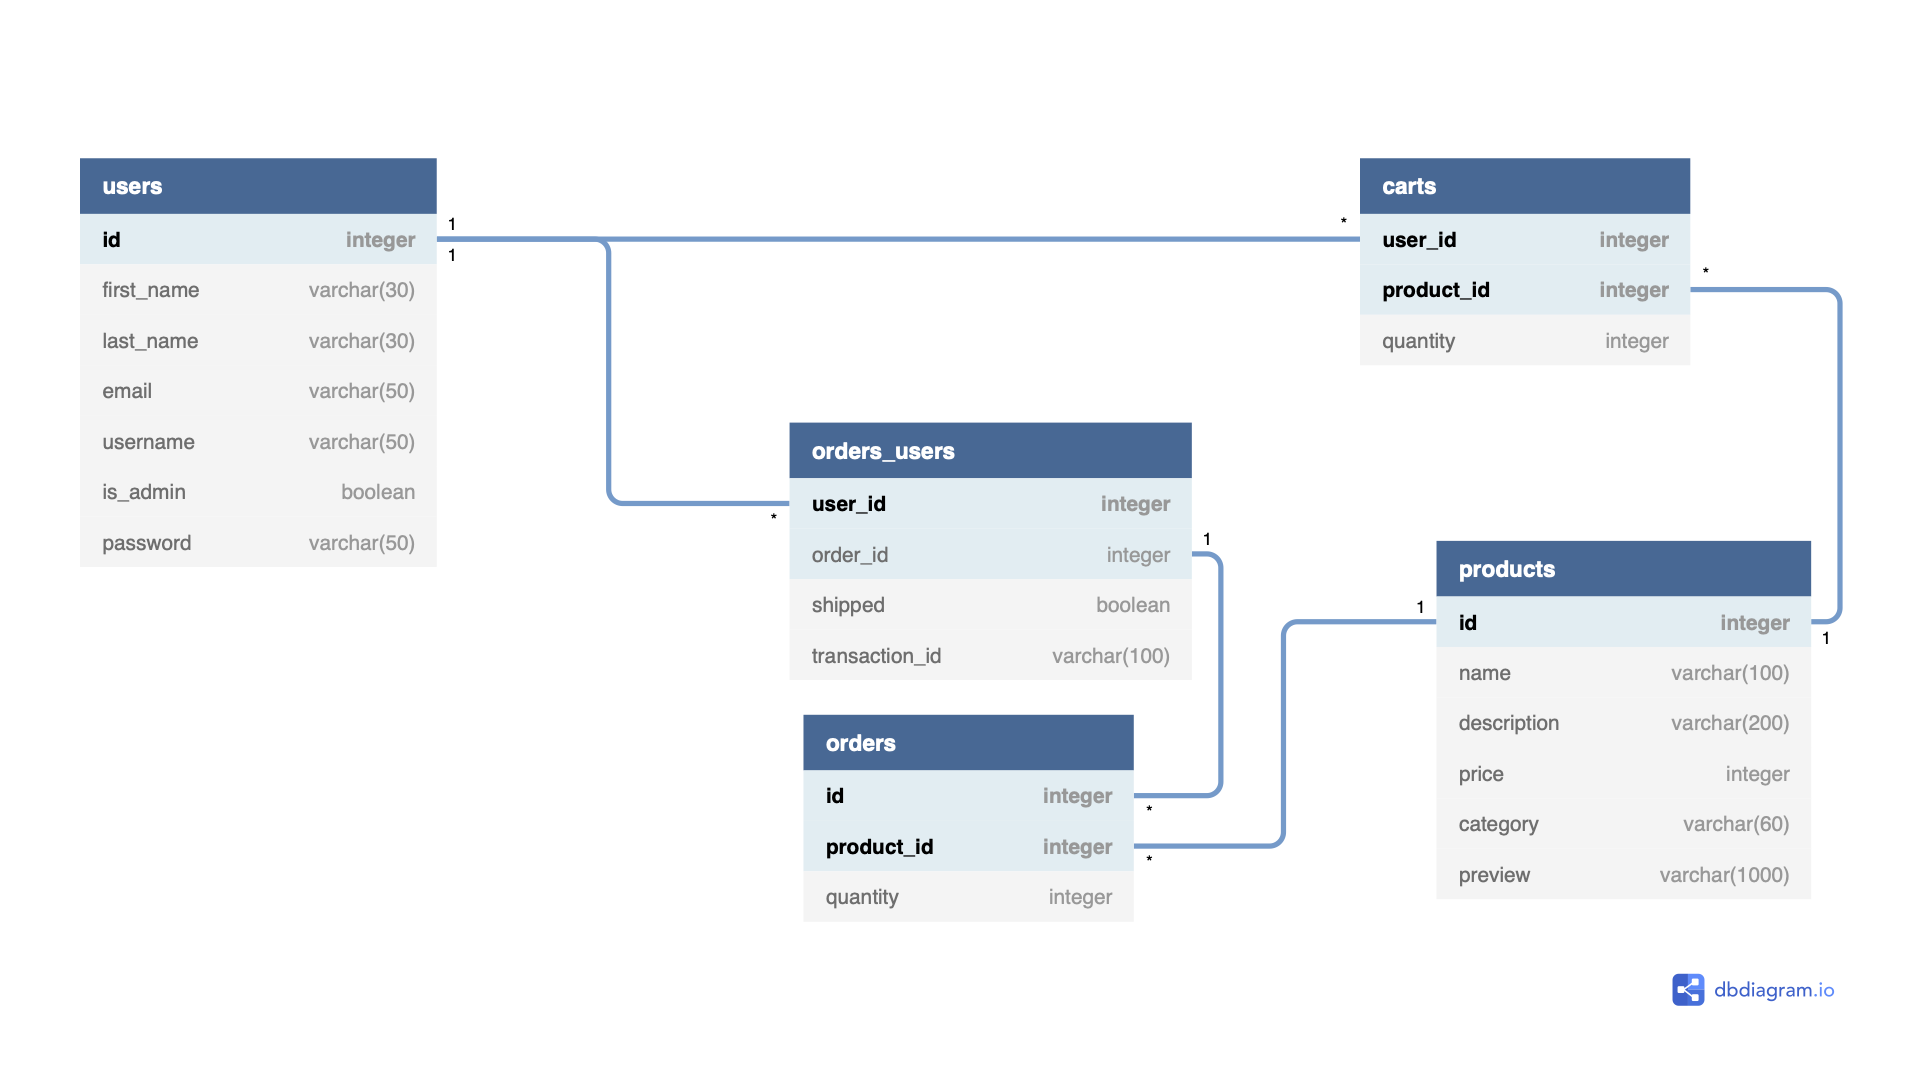 users
id integer
first_name varchar(30)
last_name varchar(30)
email varchar(50)
username varchar(50)
is_admin boolean
password varchar(50)
1
1
*
carts
user_id integer
product_id integer
quantity integer
*
*
orders_users
user_id integer
order_id integer
shipped boolean
transaction_id varchar(100)
1
orders
id integer
product_id integer
quantity integer
*
*
1
products
id integer
name varchar(100)
description varchar(200)
price integer
category varchar(60)
preview varchar(1000)
1
dbdiagram.io